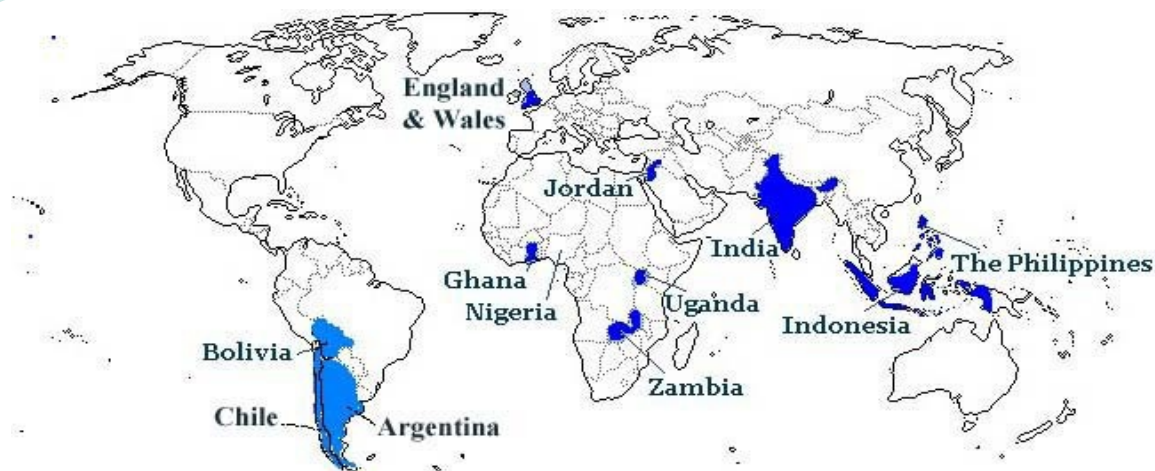 England
& Wales
Jordan
India
Ghana
Nigeria
Uganda
The Philippines
Indonesia
Bolivia
Zambia
Chile
Argentina